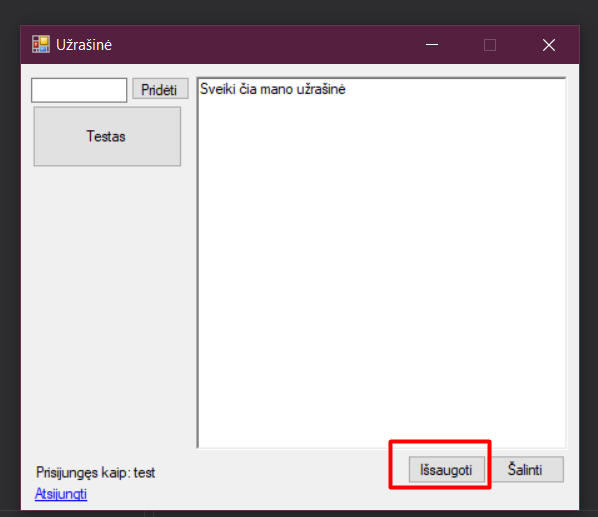 Užrašinė
Pridėti
Sveiki čia mano užrašinė
Testas
Išsaugoti
Šalinti
Prisijungęs kaip: test
Atsijungti